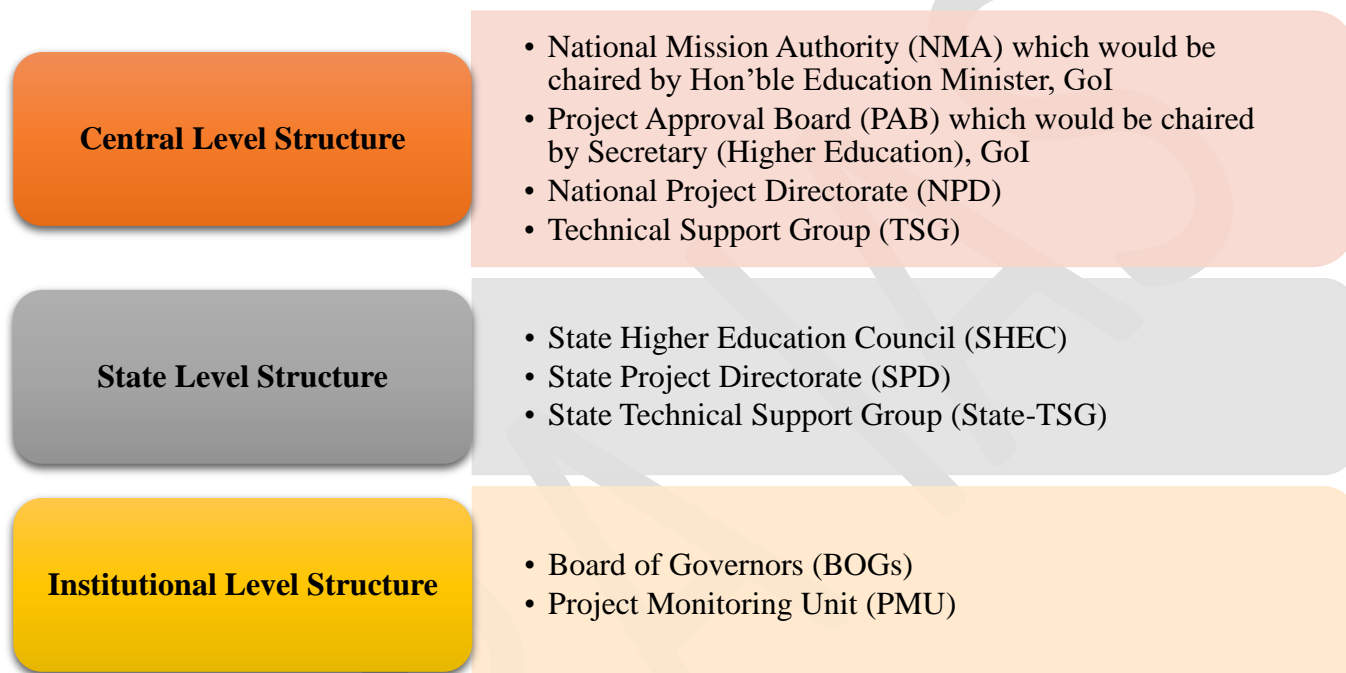 Central Level Structure
• National Mission Authority (NMA) which would be
chaired by Hon’ble Education Minister, GoI
• Project Approval Board (PAB) which would be chaired
by Secretary (Higher Education), GoI
• National Project Directorate (NPD)
• Technical Support Group (TSG)
State Level Structure
• State Higher Education Council (SHEC)
• State Project Directorate (SPD)
• State Technical Support Group (State-TSG)
Institutional Level Structure
• Board of Governors (BOGs)
• Project Monitoring Unit (PMU)